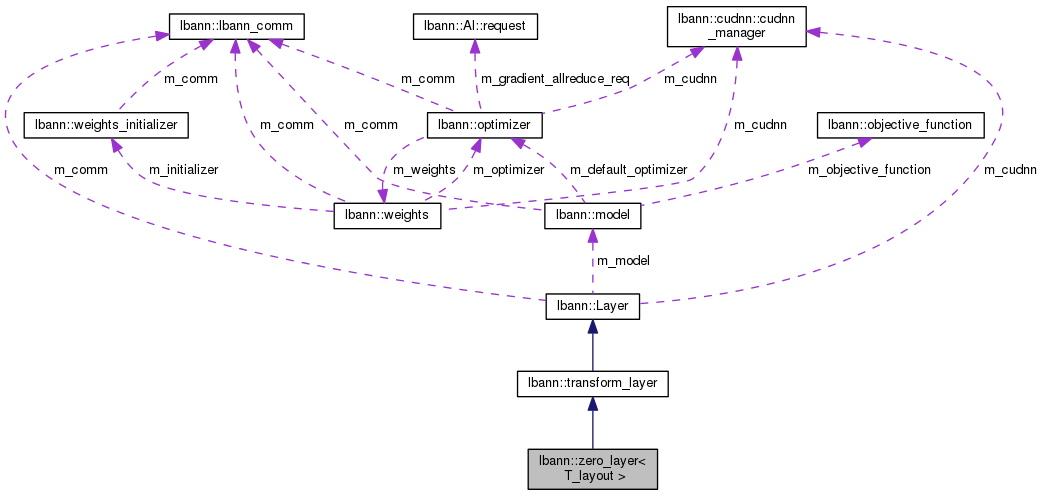 lbann::lbann_comm
lbann::Al::request
lbann::cudnn::cudnn
_manager
m_comm
m_comm
m_gradient_allreduce_req
m_cudnn
lbann::weights_initializer
m_comm
m_comm
lbann::optimizer
m_cudnn
lbann::objective_function
m_comm
m_initializer
m_weights
m_optimizer
m_default_optimizer
m_objective_function
m_cudnn
lbann::weights
lbann::model
m_model
lbann::Layer
lbann::transform_layer
lbann::zero_layer<
T_layout >